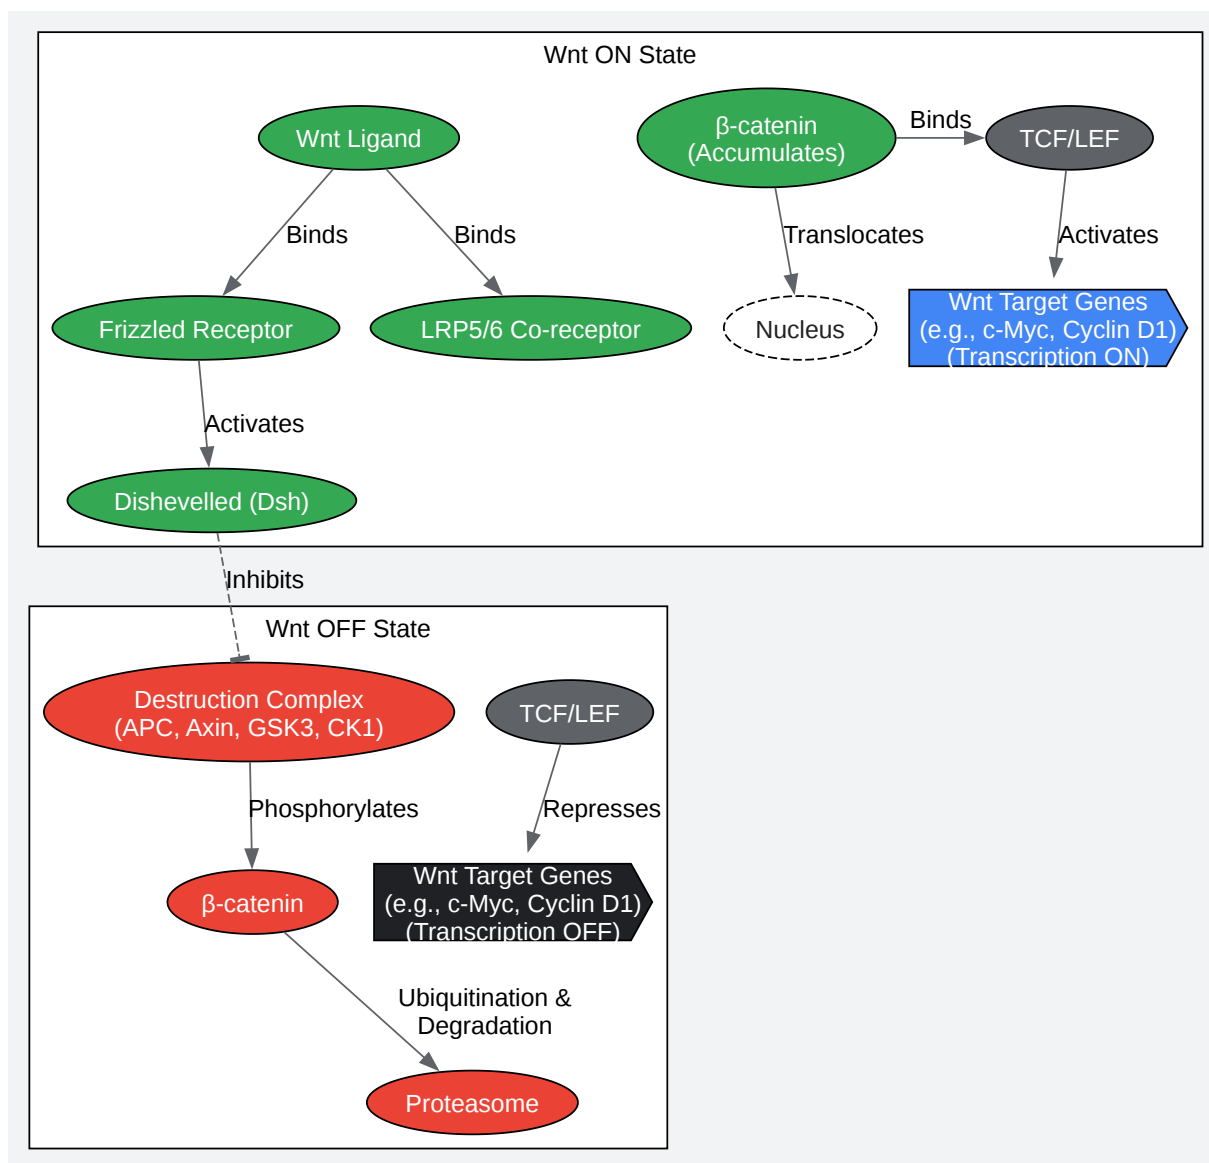 Wnt ON State
Wnt Ligand
β-catenin
(Accumulates)
Binds
TCF/LEF
Binds
Binds
Translocates
Activates
Frizzled Receptor
LRP5/6 Co-receptor
Nucleus
Wnt Target Genes
(e.g., c-Myc, Cyclin D1)
(Transcription ON)
Activates
Dishevelled (Dsh)
Inhibits
Wnt OFF State
Destruction Complex
(APC, Axin, GSK3, CK1)
TCF/LEF
Phosphorylates
Represses
β-catenin
Wnt Target Genes
(e.g., c-Myc, Cyclin D1)
(Transcription OFF)
Ubiquitination &
Degradation
Proteasome